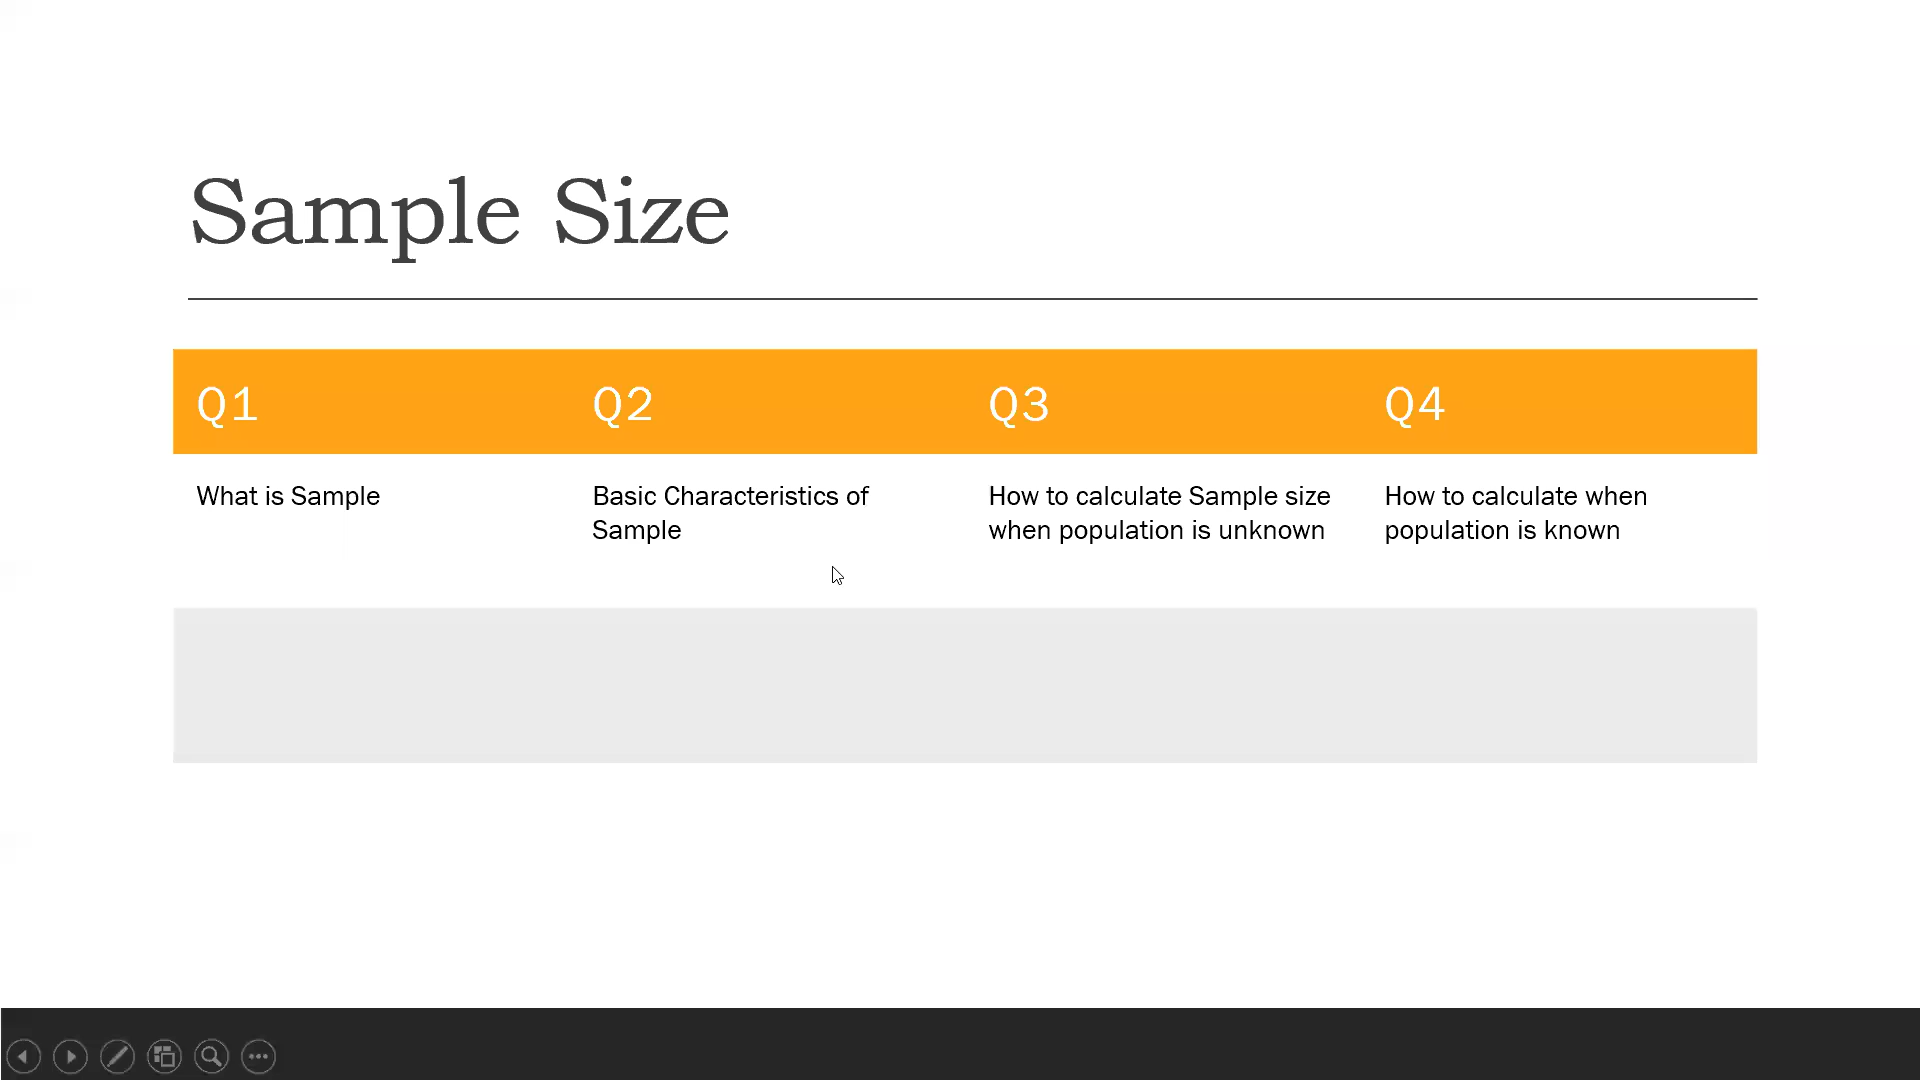 Sample Size
Q1
Q2
Q3
Q4
What is Sample
Basic Characteristics of
Sample
How to calculate Sample size
when population is unknown
How to calculate when
population is known